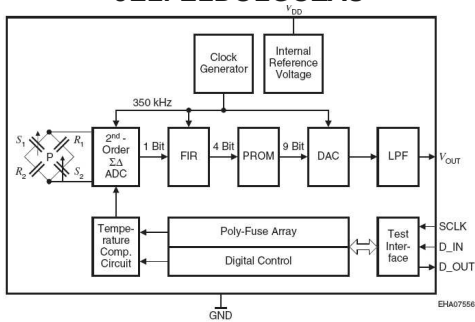 V_DD
Clock
Generator
Internal
Reference
Voltage
350 kHz
S_1
R_1
P
R_2
S_2
2nd-
Order
ΣΔ
ADC
1 Bit
FIR
4 Bit
PROM
9 Bit
DAC
LPF
V_OUT
Tempe-
rature
Comp.
Circuit
Poly-Fuse Array
Digital Control
Test
Inter-
face
SCLK
D_IN
D_OUT
GND
EHA07556